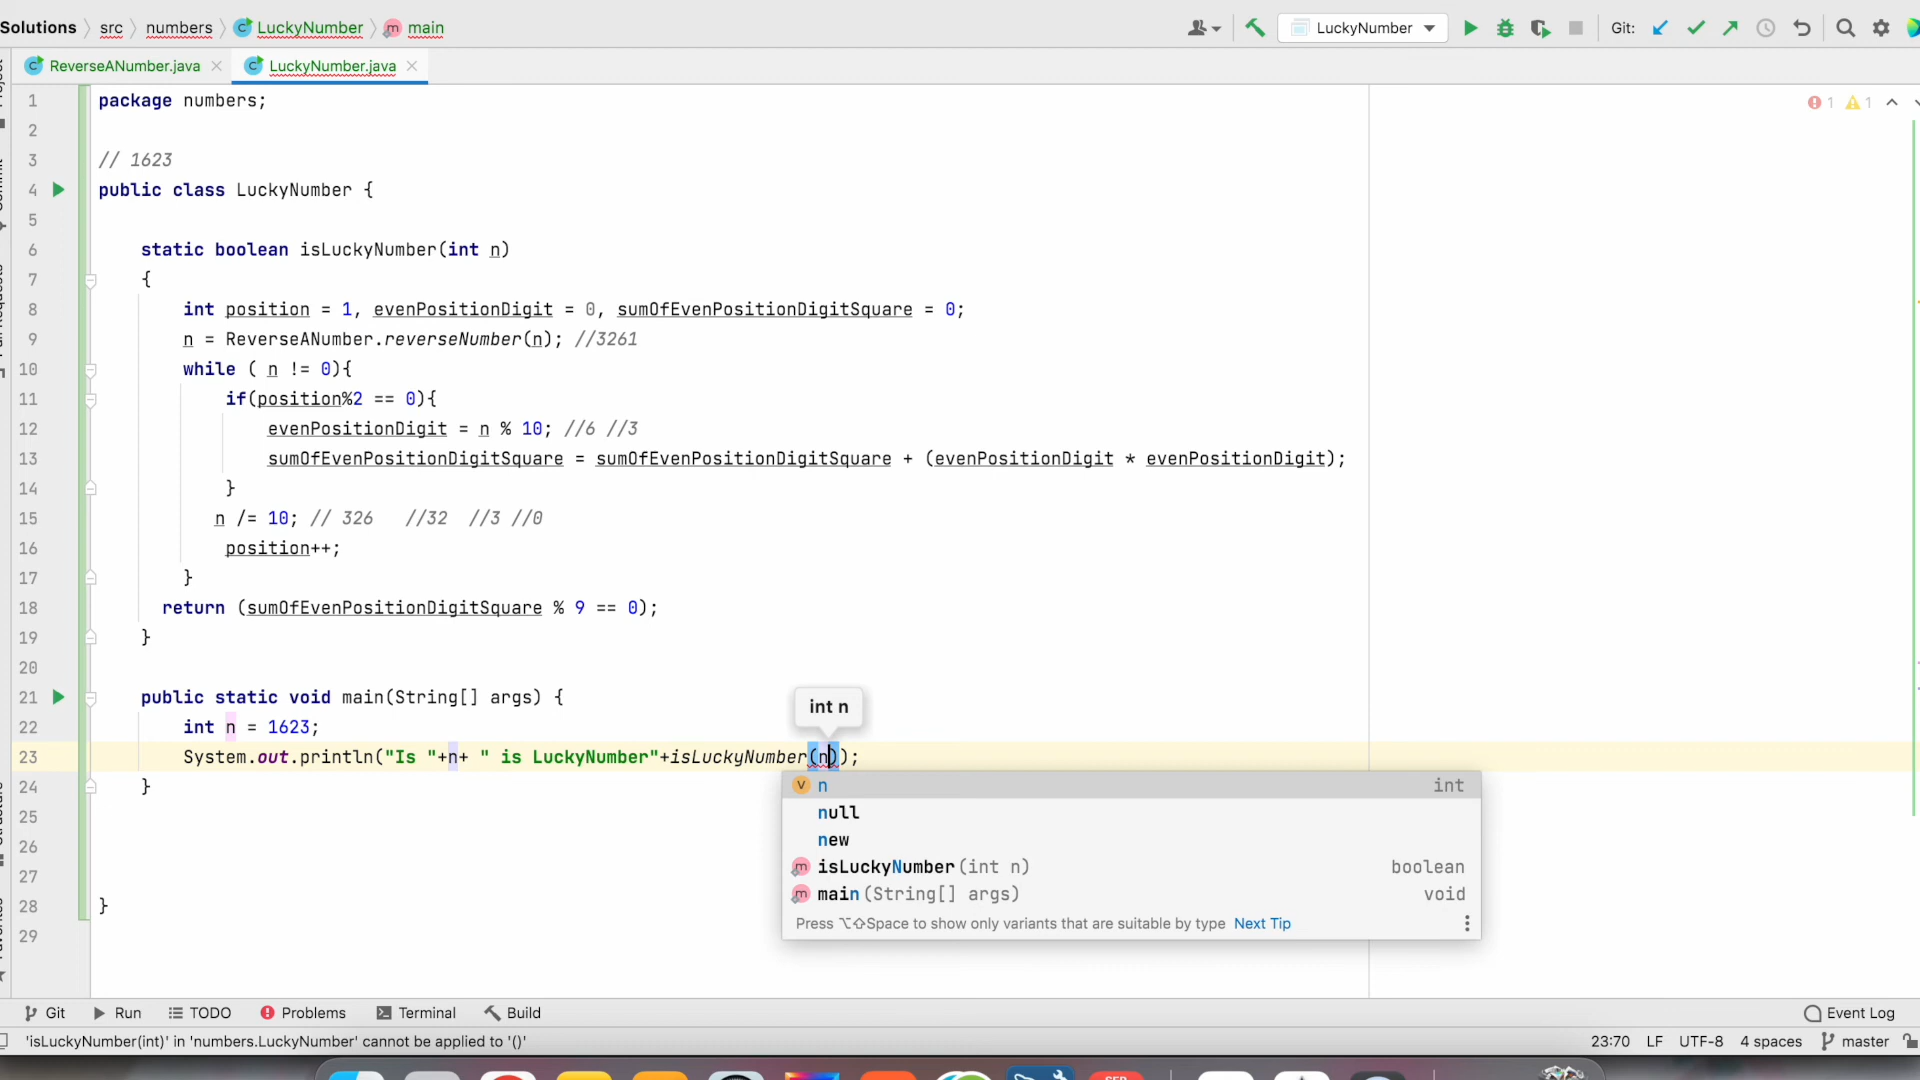 Solutions src numbers LuckyNumber main LuckyNumber Git:
ReverseANumber.java LuckyNumber.java
1 package numbers; 1 1
2
3 // 1623
4 public class LuckyNumber {
5
6 static boolean isLuckyNumber(int n)
7 {
8 int position = 1, evenPositionDigit = 0, sumOfEvenPositionDigitSquare = 0;
9 n = ReverseANumber.reverseNumber(n); //3261
10 while ( n != 0){
11 if(position%2 == 0){
12 evenPositionDigit = n % 10; //6 //3
13 sumOfEvenPositionDigitSquare = sumOfEvenPositionDigitSquare + (evenPositionDigit * evenPositionDigit);
14 }
15 n /= 10; // 326 //32 //3 //0
16 position++;
17 }
18 return (sumOfEvenPositionDigitSquare % 9 == 0);
19 }
20
21 public static void main(String[] args) {
int n
22 int n = 1623;
23 System.out.println("Is "+n+ " is LuckyNumber"+isLuckyNumber(n));
24 }
n int
25
null
26
new
27
isLuckyNumber(int n) boolean
main(String[] args) void
28 }
Press ⌥⇧Space to show only variants that are suitable by type Next Tip
29
Git Run TODO Problems Terminal Build Event Log
'isLuckyNumber(int)' in 'numbers.LuckyNumber' cannot be applied to '()' 23:70 LF UTF-8 4 spaces master